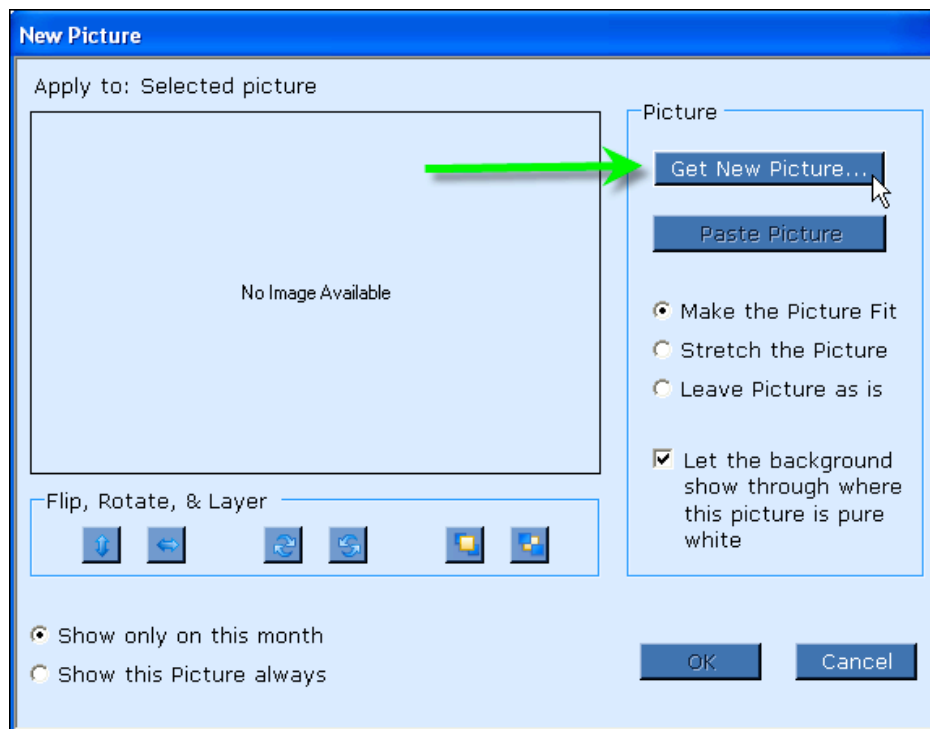 New Picture
Apply to: Selected picture
No Image Available
Flip, Rotate, & Layer
Show only on this month
Show this Picture always
Picture
Get New Picture...
Paste Picture
Make the Picture Fit
Stretch the Picture
Leave Picture as is
Let the background
show through where
this picture is pure
white
OK
Cancel